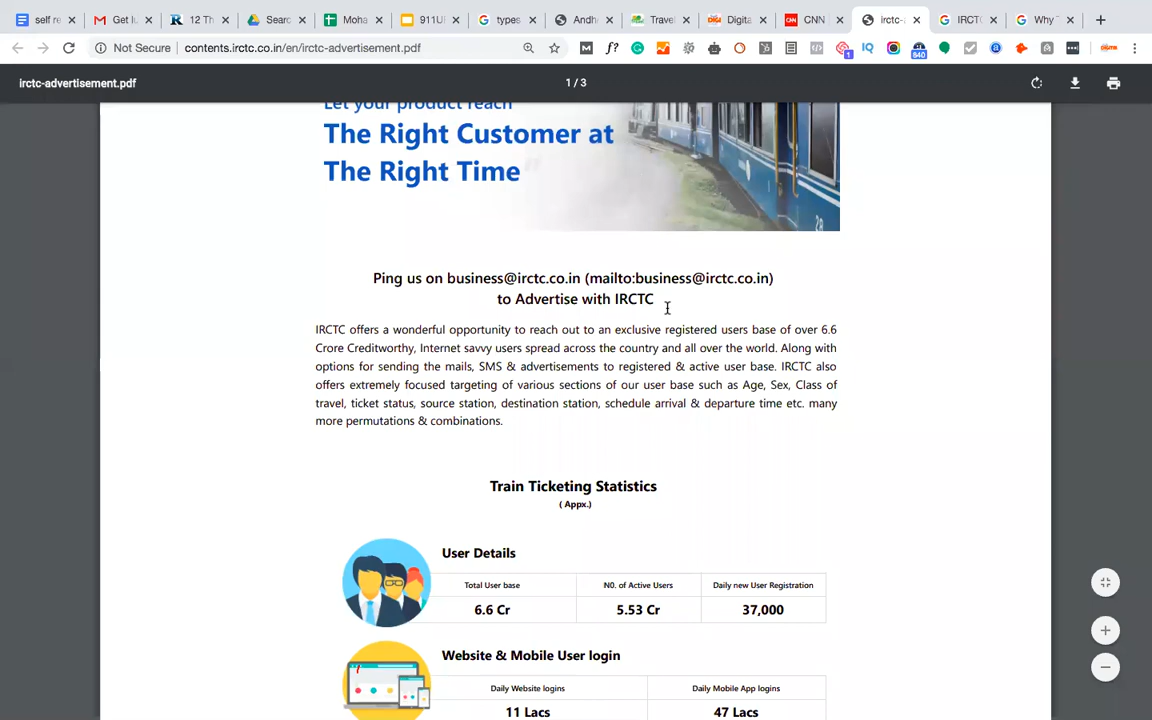 self re
Get lu
12 Th
Searc
Moha
911U
types
Andh
Travel
Digita
CNN
irctc-
IRCTC
Why
Not Secure
contents.irctc.co.in/en/irctc-advertisement.pdf
irctc-advertisement.pdf
1 / 3
Let your product reach
The Right Customer at
The Right Time
Ping us on business@irctc.co.in (mailto:business@irctc.co.in)
to Advertise with IRCTC
IRCTC offers a wonderful opportunity to reach out to an exclusive registered users base of over 6.6
Crore Creditworthy, Internet savvy users spread across the country and all over the world. Along with
options for sending the mails, SMS & advertisements to registered & active user base. IRCTC also
offers extremely focused targeting of various sections of our user base such as Age, Sex, Class of
travel, ticket status, source station, destination station, schedule arrival & departure time etc. many
more permutations & combinations.
Train Ticketing Statistics
( Appx.)
User Details
Total User base N0. of Active Users Daily new User Registration
6.6 Cr 5.53 Cr 37,000
Website & Mobile User login
Daily Website logins Daily Mobile App logins
11 Lacs 47 Lacs